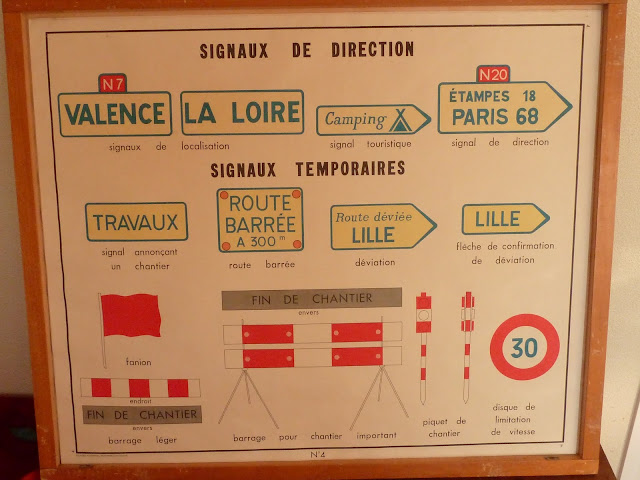 SIGNAUX DE DIRECTION
N7
VALENCE
LA LOIRE
signaux de localisation
Camping
signal touristique
N20
ÉTAMPES 18
PARIS 68
signal de direction
SIGNAUX TEMPORAIRES
TRAVAUX
signal annonçant
un chantier
ROUTE
BARRÉE
A 300 m
route barrée
Route déviée
LILLE
déviation
LILLE
flèche de confirmation
de déviation
fanion
endroit
FIN DE CHANTIER
envers
barrage léger
FIN DE CHANTIER
envers
barrage pour chantier important
piquet de
chantier
30
disque de
limitation
de vitesse
N°4